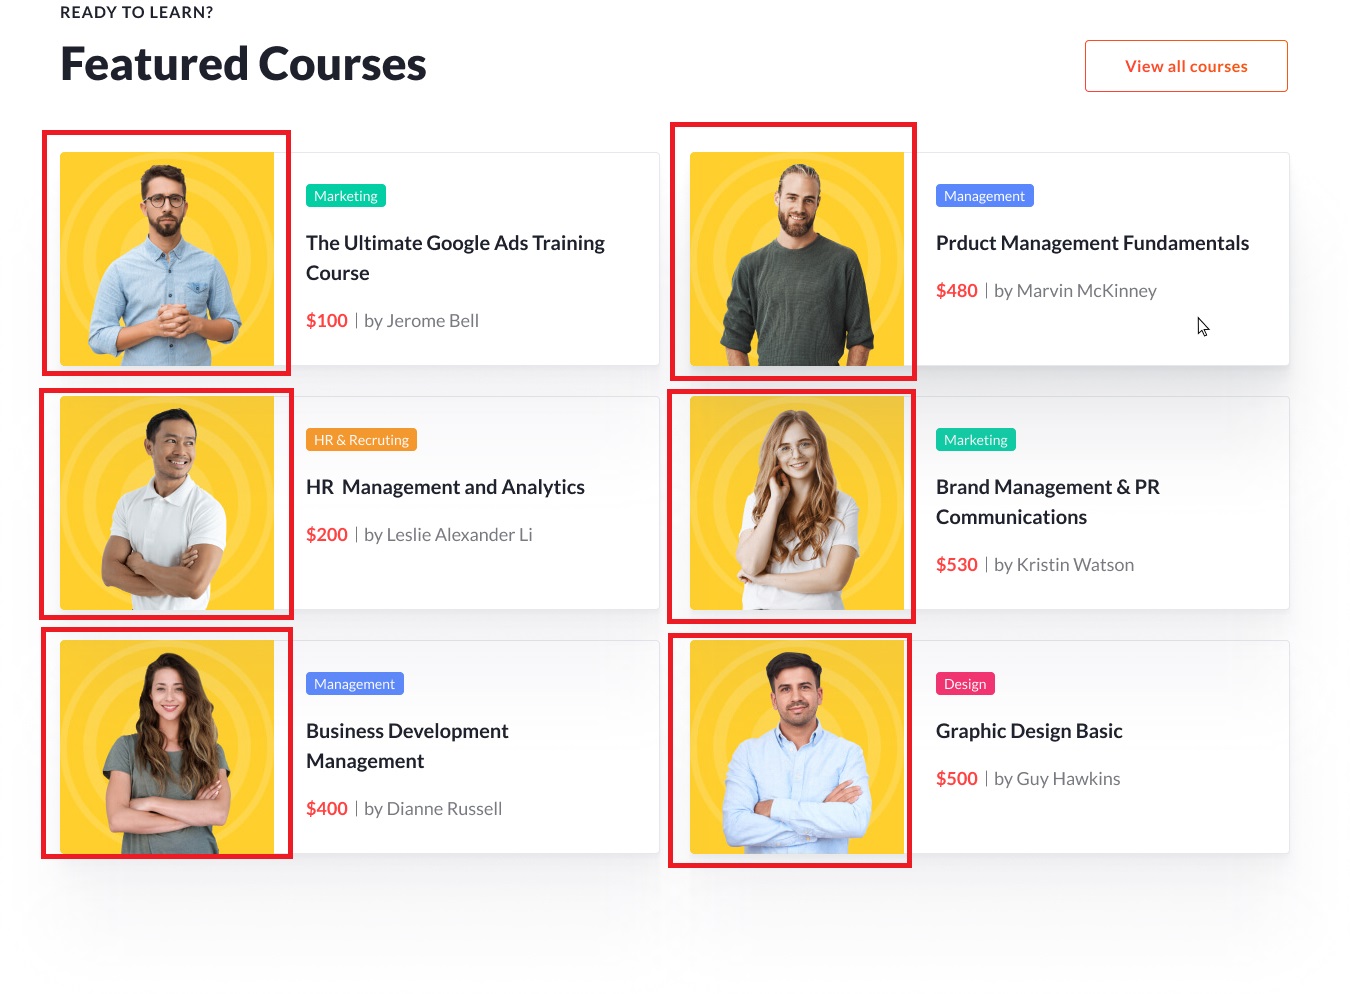 READY TO LEARN?
Featured Courses
View all courses
Marketing
The Ultimate Google Ads Training
Course
$100 | by Jerome Bell
Management
Prduct Management Fundamentals
$480 | by Marvin McKinney
HR & Recruting
HR  Management and Analytics
$200 | by Leslie Alexander Li
Marketing
Brand Management & PR
Communications
$530 | by Kristin Watson
Management
Business Development
Management
$400 | by Dianne Russell
Design
Graphic Design Basic
$500 | by Guy Hawkins